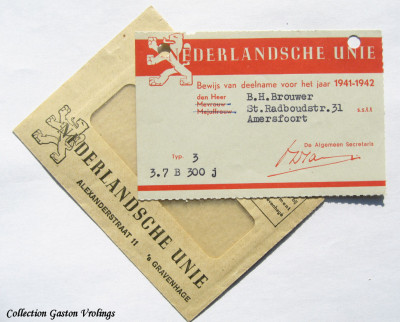 NEDERLANDSCHE UNIE
Bewijs van deelname voor het jaar 1941-1942
den Heer
Mevrouw
Mejuffrouw
B.H.Brouwer
St.Radboudstr.31
Amersfoort
De Algemeen Secretaris
Typ. 3
3.7 B 300 j
NEDERLANDSCHE UNIE
ALEXANDERSTRAAT 11
's GRAVENHAGE
Collection Gaston Vrolings